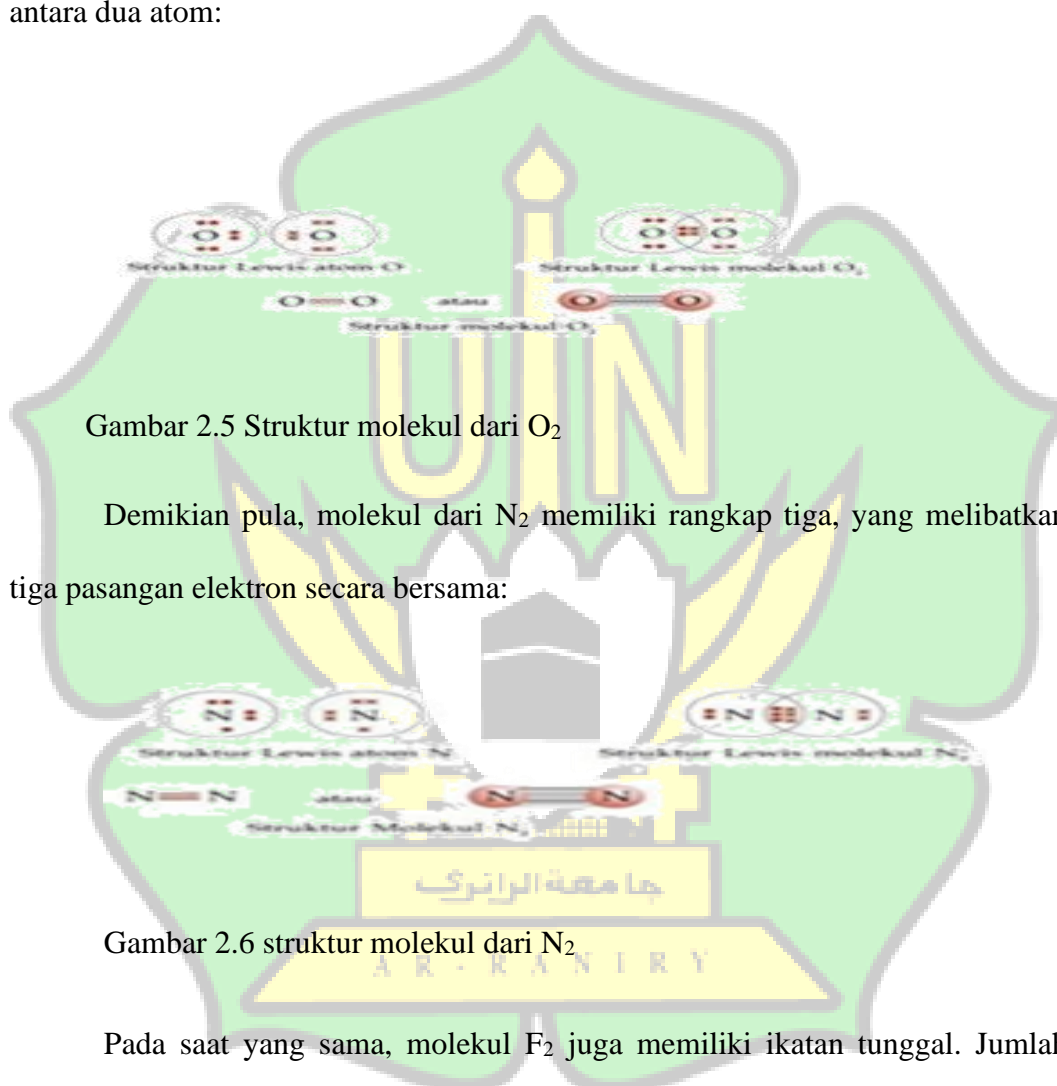 antara dua atom:
O O O O
Struktur Lewis atom O Struktur Lewis molekul O₂
O O atau O O
Struktur molekul O₂
UIN
Gambar 2.5 Struktur molekul dari O₂
Demikian pula, molekul dari N₂ memiliki rangkap tiga, yang melibatkan
tiga pasangan elektron secara bersama:
N N N N
Struktur Lewis atom N Struktur Lewis molekul N₂
N N atau N N
Struktur Molekul N₂
جامعة الرانري
Gambar 2.6 struktur molekul dari N₂
AR-RANIRY
Pada saat yang sama, molekul F₂ juga memiliki ikatan tunggal. Jumlah